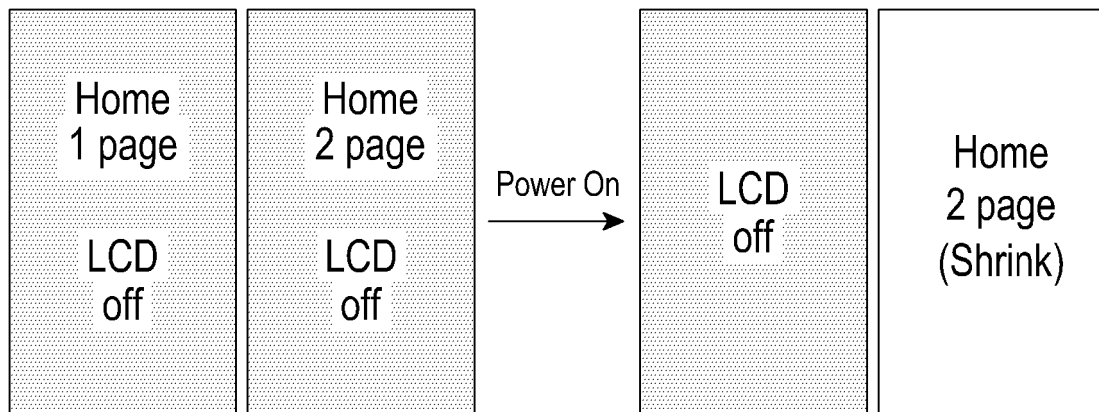 Home
1 page
LCD
off
Home
2 page
LCD
off
Power On
LCD
off
Home
2 page
(Shrink)